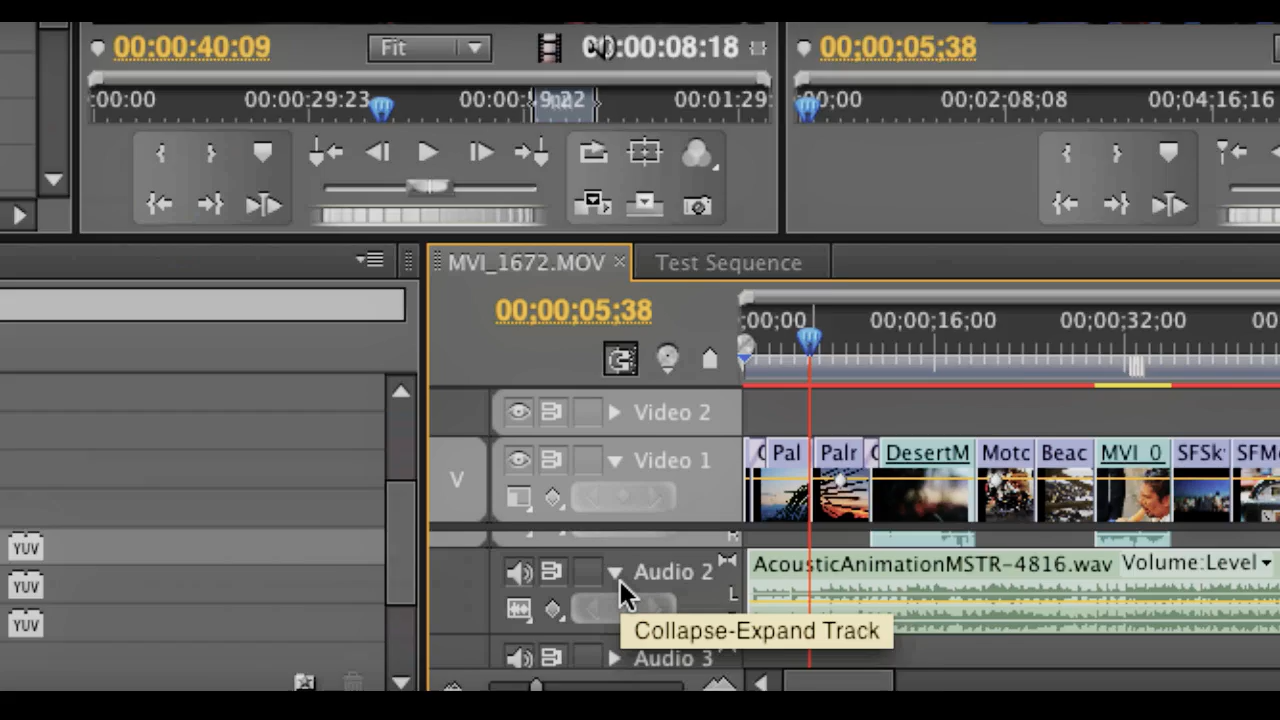 00:00:40:09 Fit 00:00:08:18 00;00;05,38
:00:00 00:00:29:23 00:01:29: 00;00 00;02;08;08 00;04;16;16
MVI_1672.MOV × Test Sequence
00;00;05;38
;00;00 00;00;16;00 00;00;32;00 00
Video 2
V Video 1 Pal Palr DesertM Motc Beac MVI_0 SFSk SFM
YUV
R
Audio 2 AcousticAnimationMSTR-4816.wav Volume:Level
YUV
L
YUV
Collapse-Expand Track
Audio 3